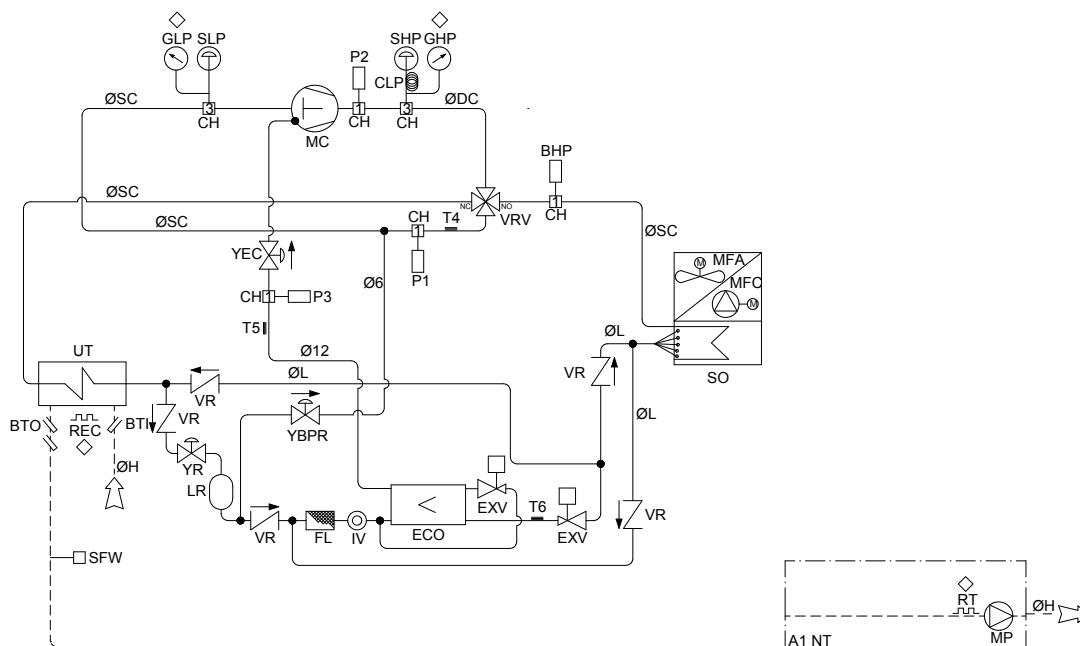 GLP SLP
SHP GHP
P2
CLP
ØSC
3
CH
MC
1
CH
3
CH
ØDC
BHP
1
CH
ØSC
NC NO
VRV
ØSC
CH
1
T4
P1
ØSC
YEC
Ø6
CH 1 P3
T5
MFA
M
MFC
M
SO
Ø12
ØL
UT
ØL
VR
VR
BTO
REC
BTI
VR
YBPR
ØL
YR
ØH
LR
EXV
T6
VR
VR
FL
IV
ECO
EXV
SFW
RT
ØH
MP
A1 NT